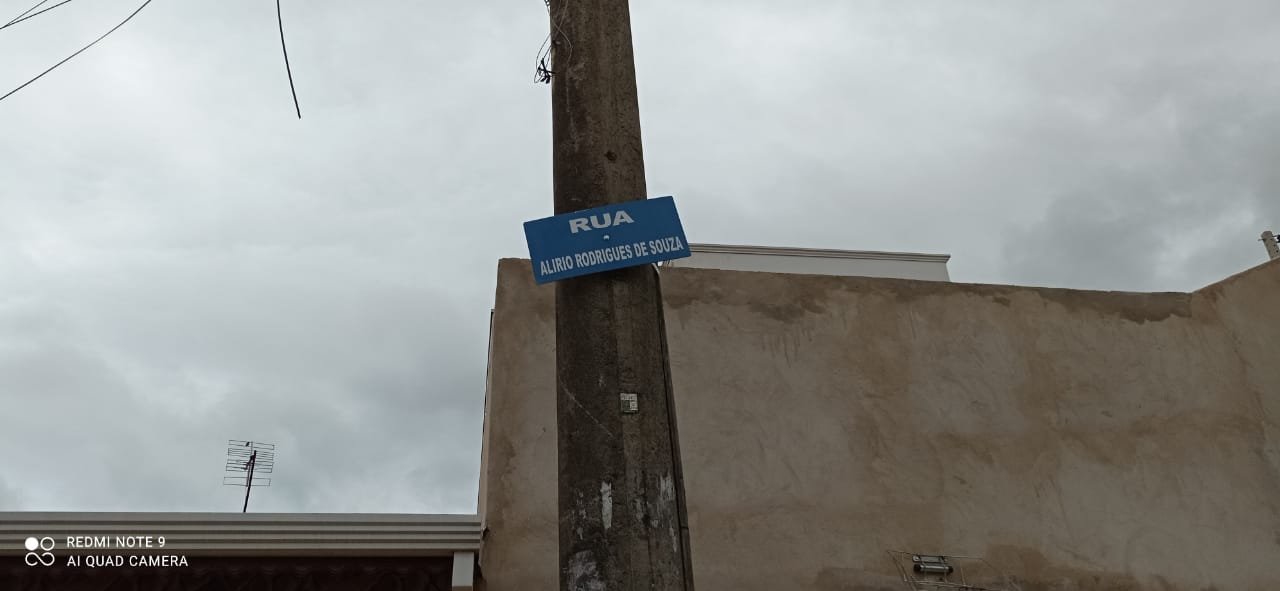 RUA
ALIRIO RODRIGUES DE SOUZA
REDMI NOTE 9
AI QUAD CAMERA